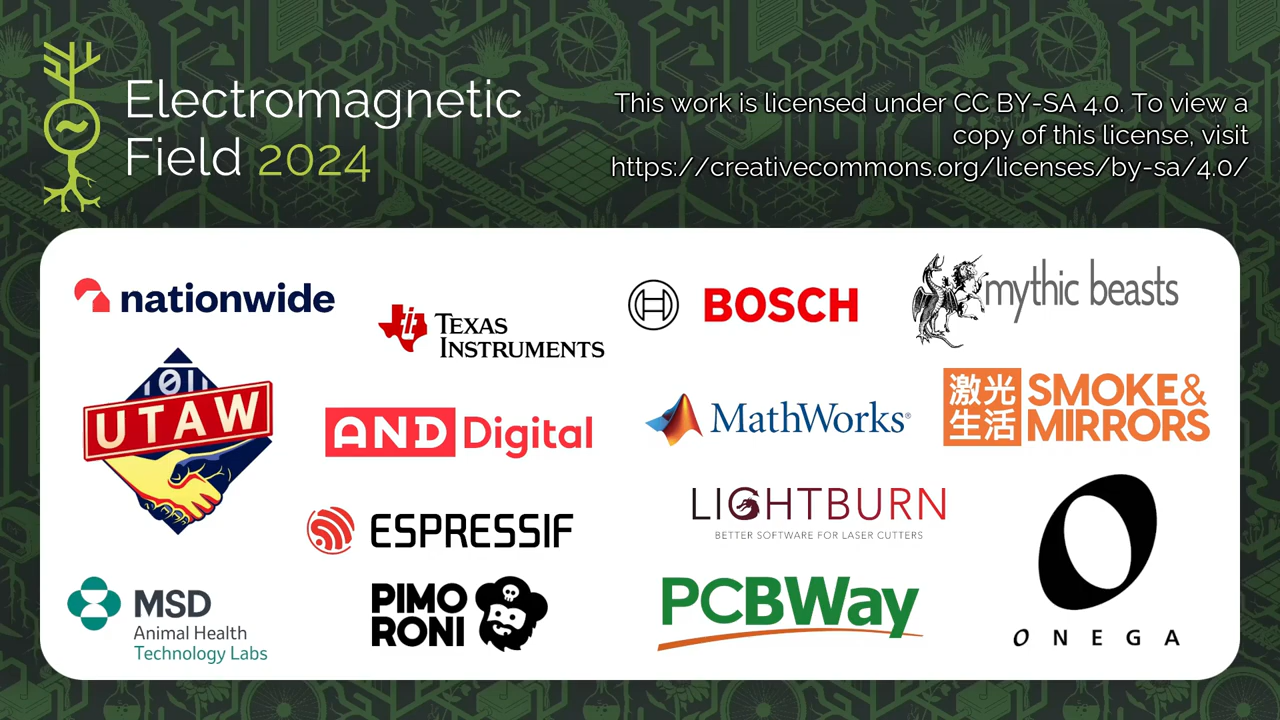 Electromagnetic
Field 2024
This work is licensed under CC BY-SA 4.0. To view a
copy of this license, visit
https://creativecommons.org/licenses/by-sa/4.0/
nationwide
TEXAS
INSTRUMENTS
BOSCH
mythic beasts
101
UTAW
AND Digital
MathWorks®
激光
生活
SMOKE&
MIRRORS
ESPRESSIF
LIGHTBURN
BETTER SOFTWARE FOR LASER CUTTERS
MSD
Animal Health
Technology Labs
PIMO
RONI
PCBWay
ONEGA